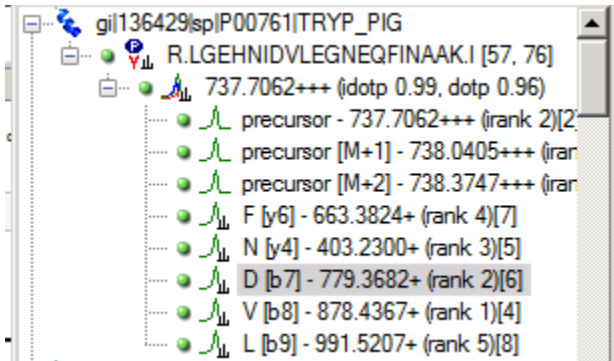 gi|136429|sp|P00761|TRYP_PIG
R.LGEHNIDVLEGNEQFINAAK.I [57, 76]
737.7062+++ (idotp 0.99, dotp 0.96)
precursor - 737.7062+++ (irank 2)[2]
precursor [M+1] - 738.0405+++ (iran
precursor [M+2] - 738.3747+++ (iran
F [y6] - 663.3824+ (rank 4)[7]
N [y4] - 403.2300+ (rank 3)[5]
D [b7] - 779.3682+ (rank 2)[6]
V [b8] - 878.4367+ (rank 1)[4]
L [b9] - 991.5207+ (rank 5)[8]